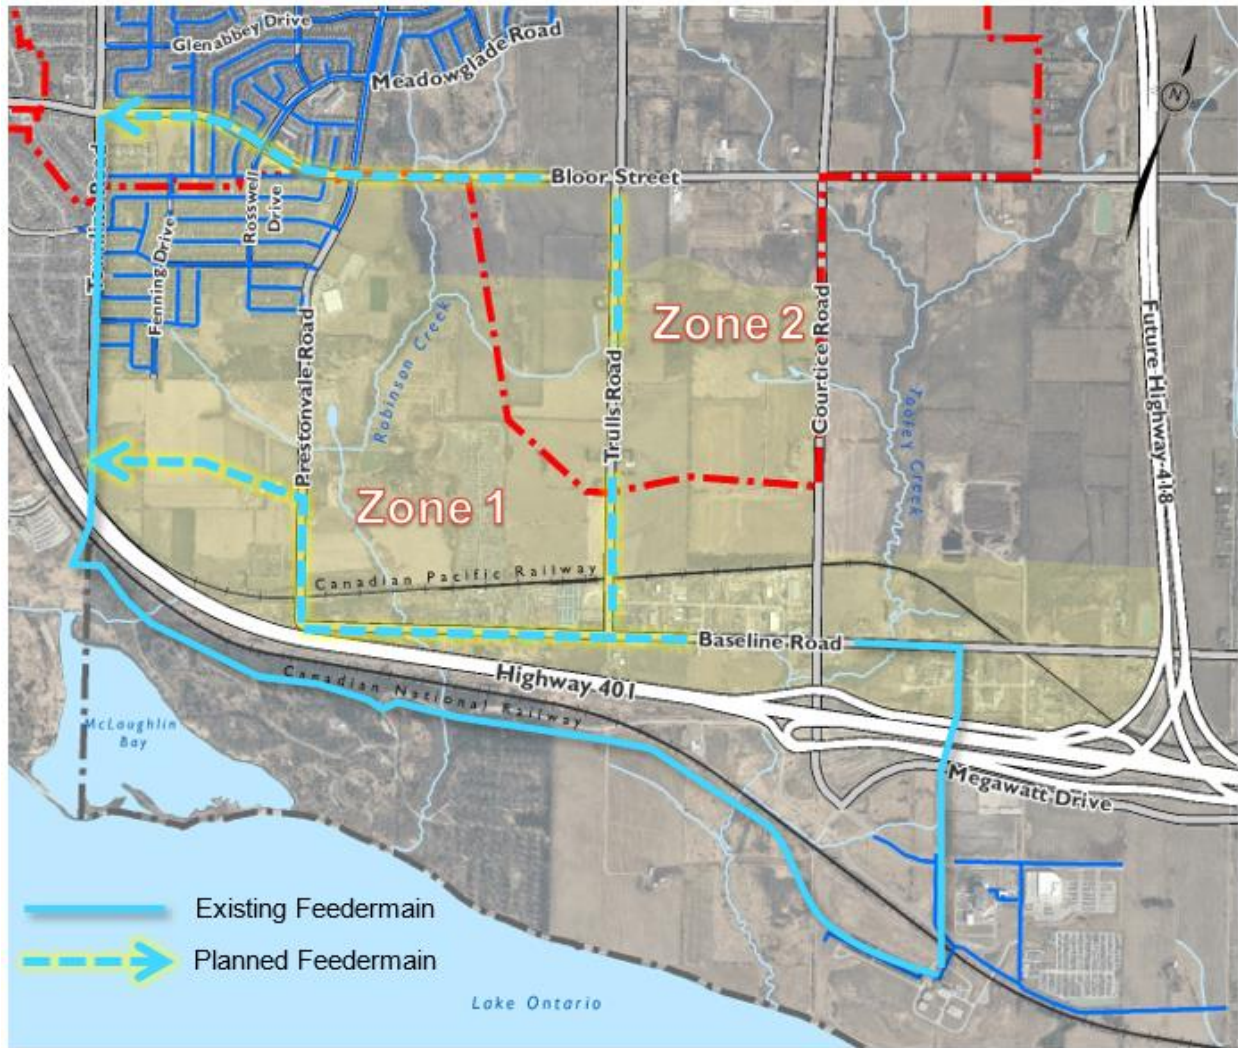 Glenabbey Drive
Meadowglade Road
N
Bloor Street
Rosswell
Drive
Fenning Drive
Zone 2
Robinson Creek
Prestonvale Road
Trulls Road
Courtice Road
Tooley Creek
Future Highway 418
Zone 1
Canadian Pacific Railway
Baseline Road
Highway 401
Canadian National Railway
McLaughlin
Bay
Megawatt Drive
Existing Feedermain
Planned Feedermain
Lake Ontario